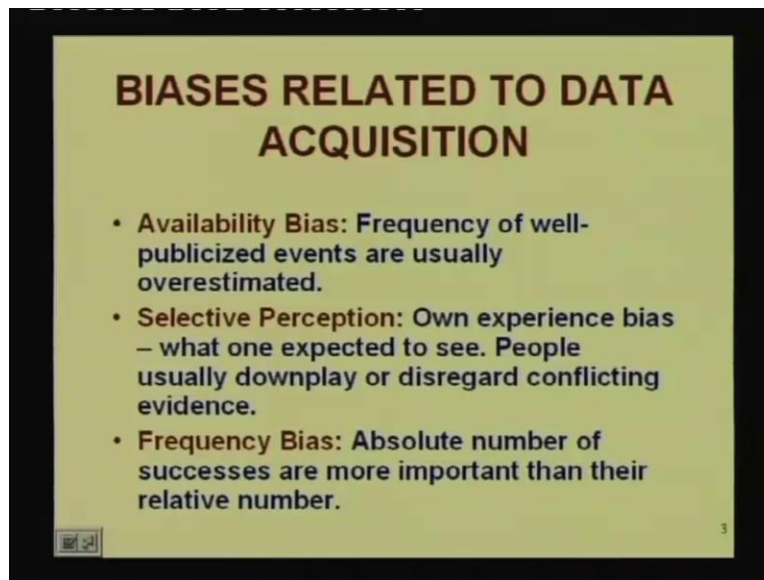 BIASES RELATED TO DATA
ACQUISITION
• Availability Bias: Frequency of well-
publicized events are usually
overestimated.
• Selective Perception: Own experience bias
– what one expected to see. People
usually downplay or disregard conflicting
evidence.
• Frequency Bias: Absolute number of
successes are more important than their
relative number.
3